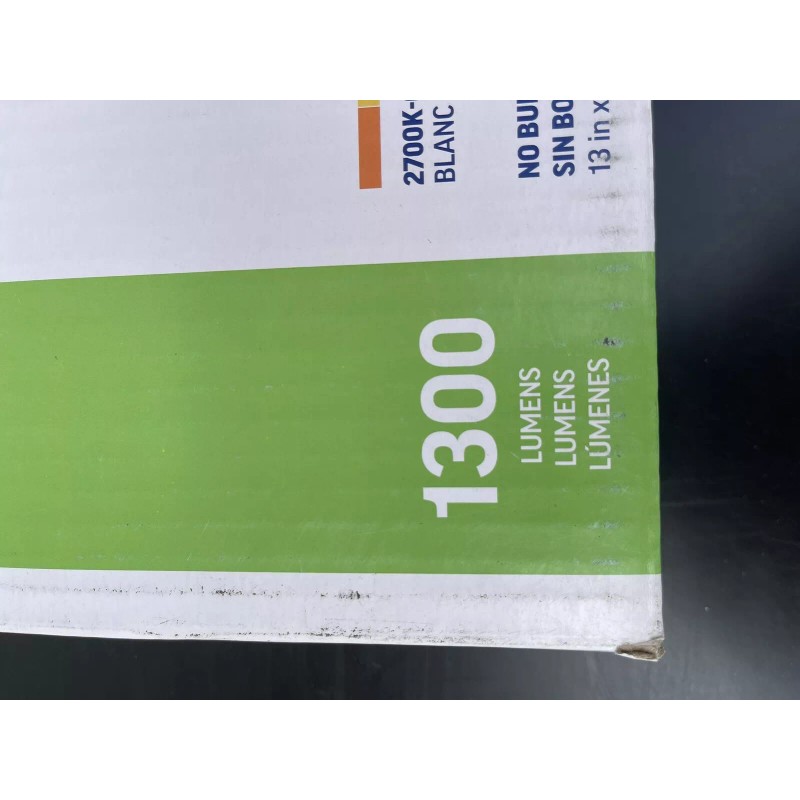 2700K-
BLANC
NO BU
SIN BO
13 in x
1300
LUMENS
LUMENS
LÚMENES